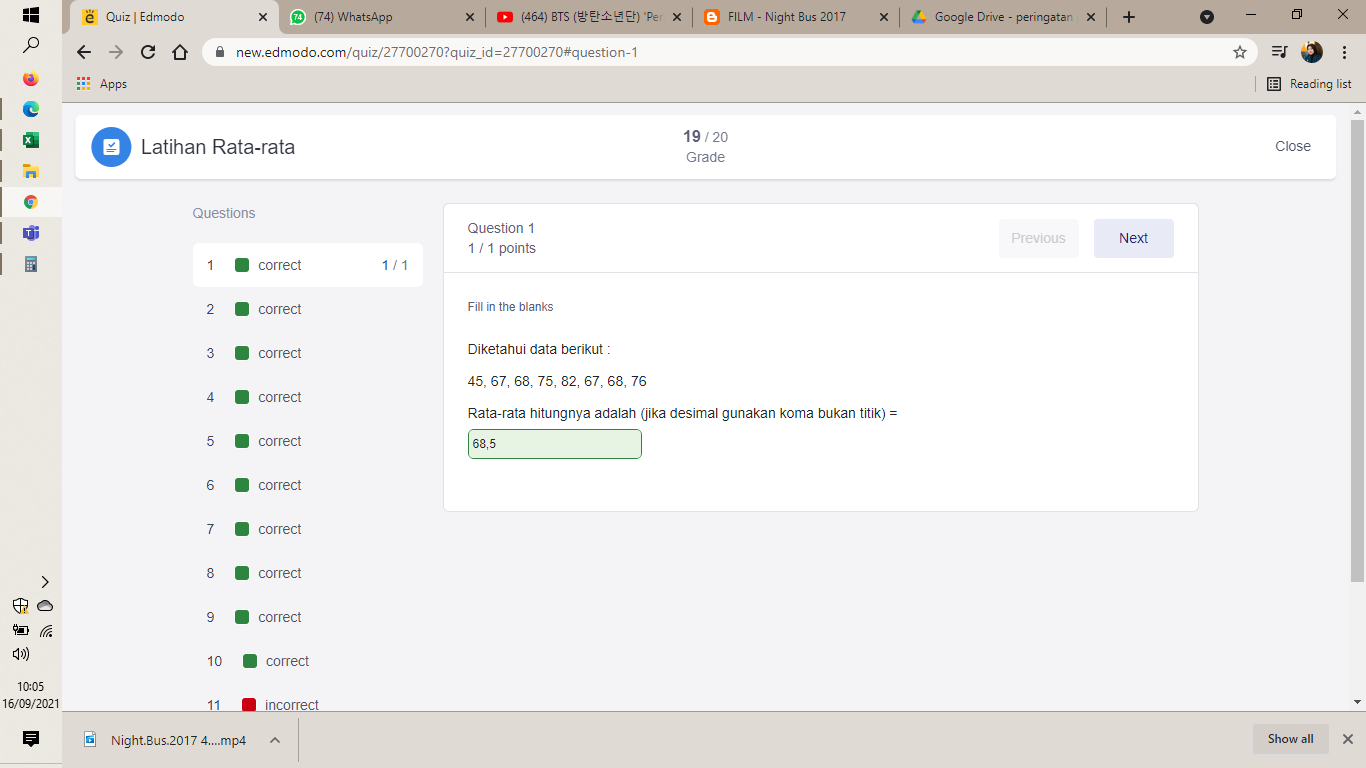 Quiz | Edmodo
(74) WhatsApp
(464) BTS (방탄소년단) 'Per
FILM - Night Bus 2017
Google Drive - peringatan
new.edmodo.com/quiz/27700270?quiz_id=27700270#question-1
Apps
Reading list
Latihan Rata-rata
19 / 20
Grade
Close
Questions
1 correct 1 / 1
2 correct
3 correct
4 correct
5 correct
6 correct
7 correct
8 correct
9 correct
10 correct
11 incorrect
Question 1
1 / 1 points
Previous
Next
Fill in the blanks
Diketahui data berikut :
45, 67, 68, 75, 82, 67, 68, 76
Rata-rata hitungnya adalah (jika desimal gunakan koma bukan titik) =
68,5
10:05
16/09/2021
Night.Bus.2017 4....mp4
Show all